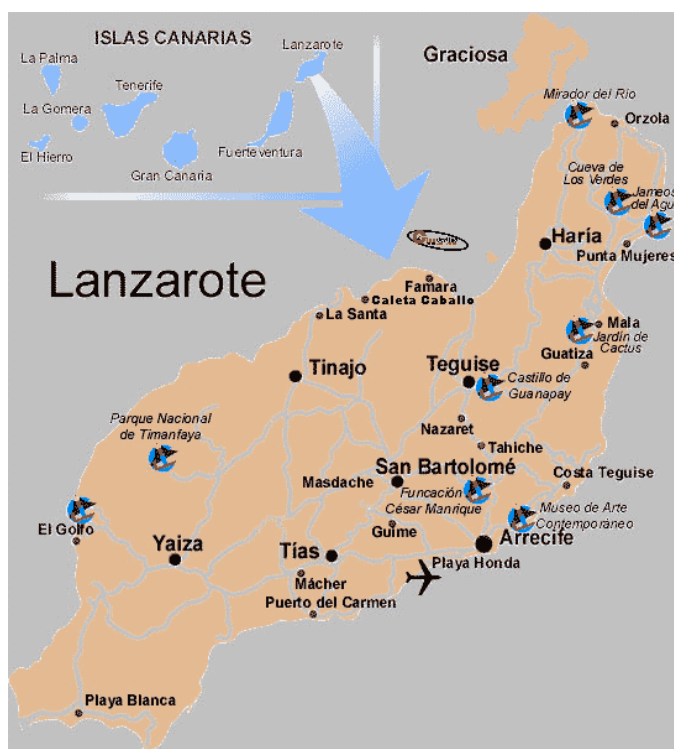 ISLAS CANARIAS
Lanzarote
La Palma
Tenerife
La Gomera
El Hierro
Gran Canaria
Fuerteventura
Graciosa
Mirador del Río
Orzola
Cueva de
Los Verdes
Jameos
del Agu
Haría
Punta Mujeres
Lanzarote
Famara
Caleta Caballo
La Santa
Mala
Jardín de
Cactus
Guatiza
Tinajo
Teguise
Castillo de
Guanapay
Parque Nacional
de Timanfaya
Nazaret
Tahiche
San Bartolomé
Masdache
Costa Teguise
Funcación
César Manrique
Museo de Arte
Contemporáneo
El Golfo
Guime
Yaiza
Tías
Arrecife
Playa Honda
Mácher
Puerto del Carmen
Playa Blanca